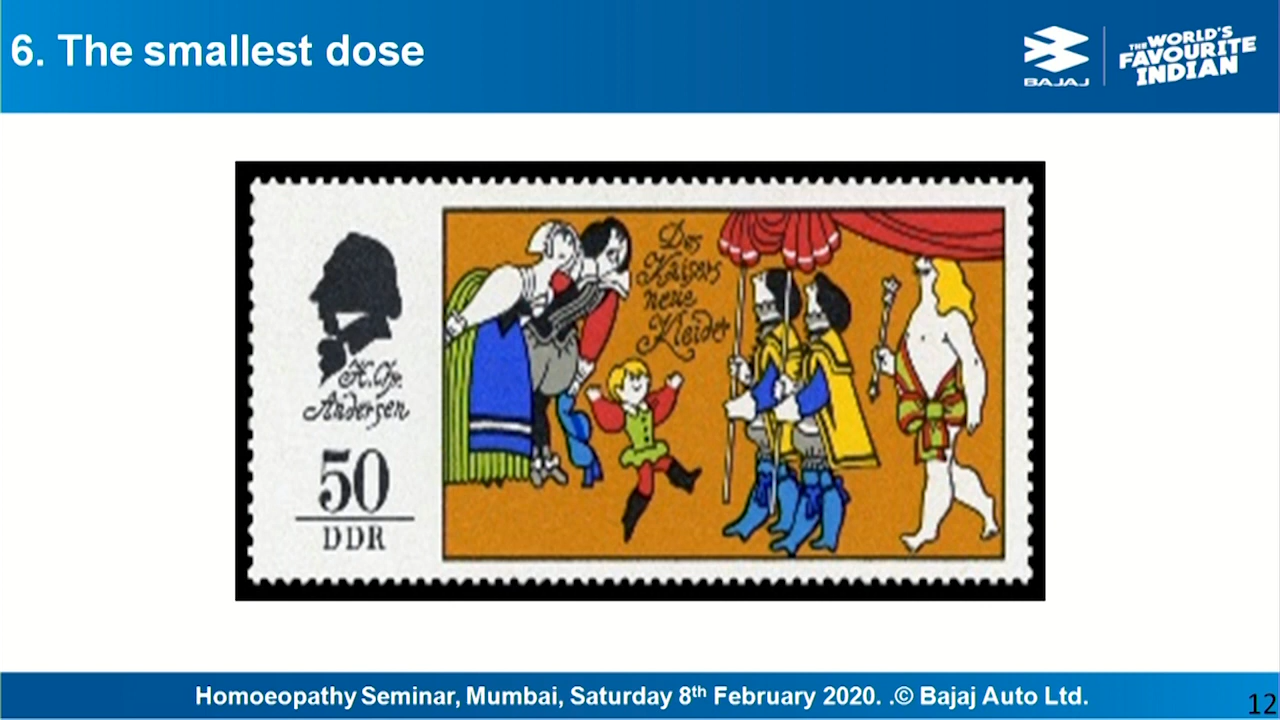 6. The smallest dose
BAJAJ
THE WORLD'S
FAVOURITE
INDIAN
Des
Kaisers
neue
Kleider
H. Chr.
Andersen
50
DDR
Homoeopathy Seminar, Mumbai, Saturday 8th February 2020. .© Bajaj Auto Ltd.
12